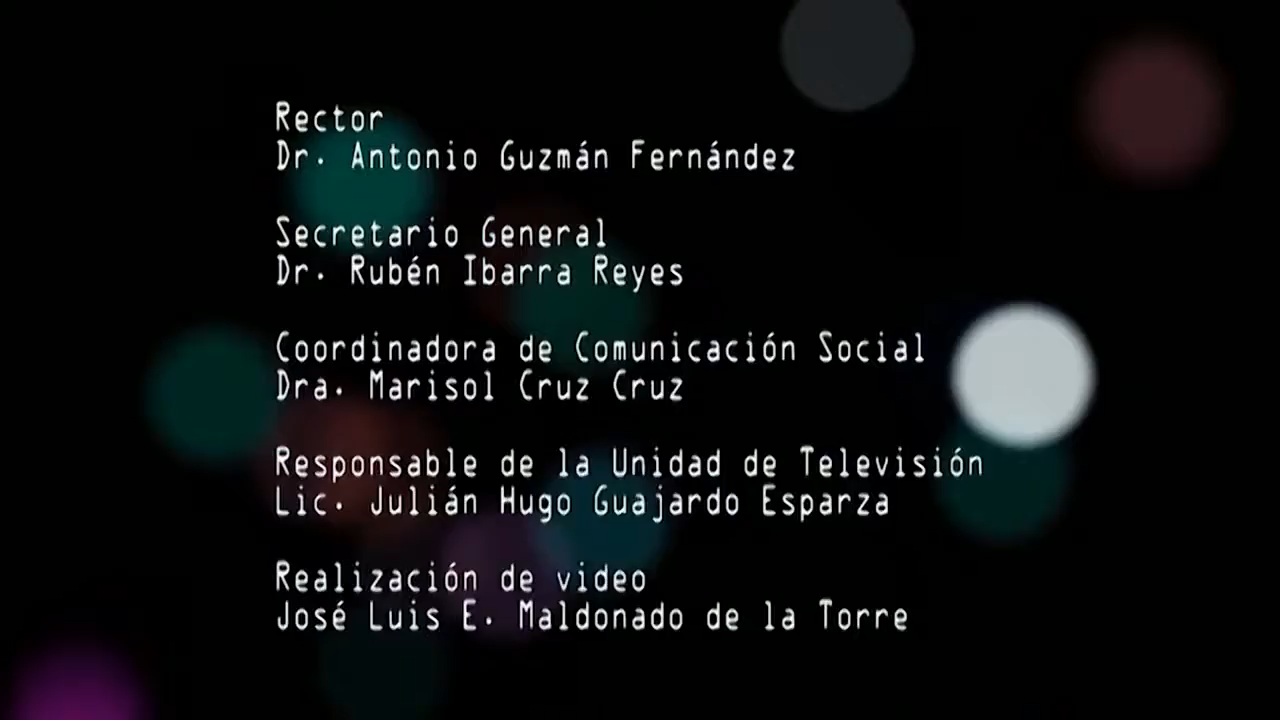 Rector
Dr. Antonio Guzmán Fernández
Secretario General
Dr. Rubén Ibarra Reyes
Coordinadora de Comunicación Social
Dra. Marisol Cruz Cruz
Responsable de la Unidad de Televisión
Lic. Julián Hugo Guajardo Esparza
Realización de video
José Luis E. Maldonado de la Torre